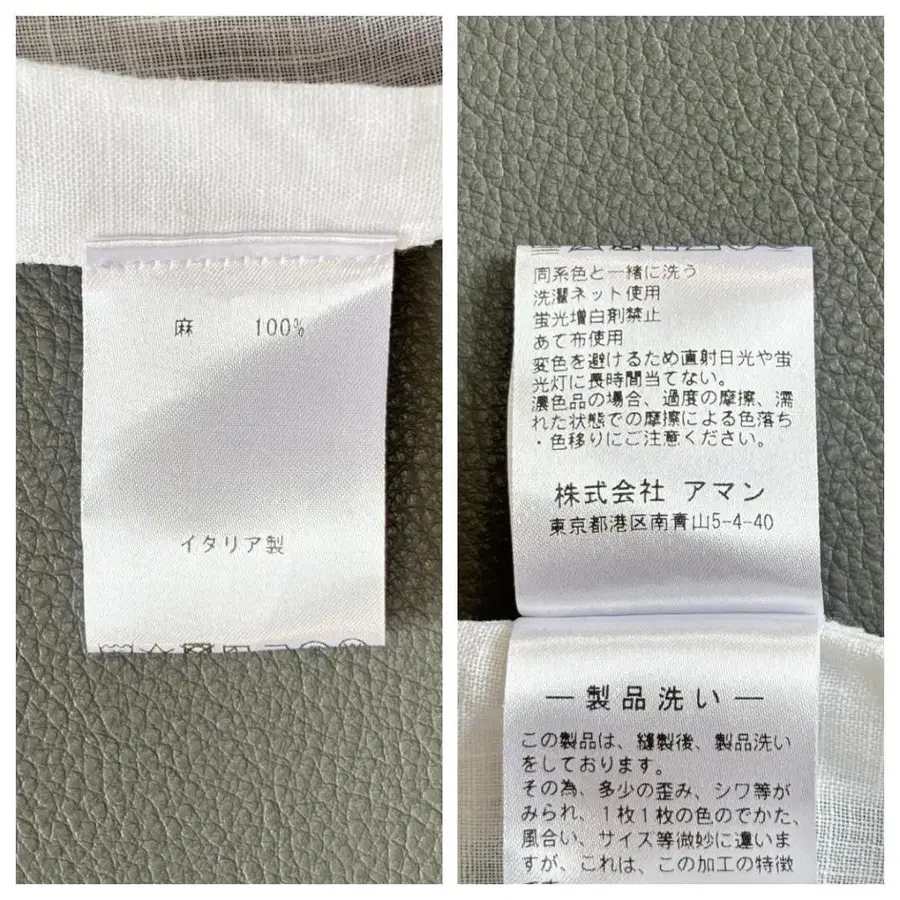 麻 100%
イタリア製
同系色と一緒に洗う
洗濯ネット使用
蛍光増白剤禁止
あて布使用
変色を避けるため直射日光や蛍
光灯に長時間当てない。
濃色品の場合、過度の摩擦、濡
れた状態での摩擦による色落ち
・色移りにご注意ください。
株式会社 アマン
東京都港区南青山5-4-40
―製品洗い―
この製品は、縫製後、製品洗い
をしております。
その為、多少の歪み、シワ等が
みられ、1枚1枚の色のでかた、
風合い、サイズ等微妙に違いま
すが、これは、この加工の特徴